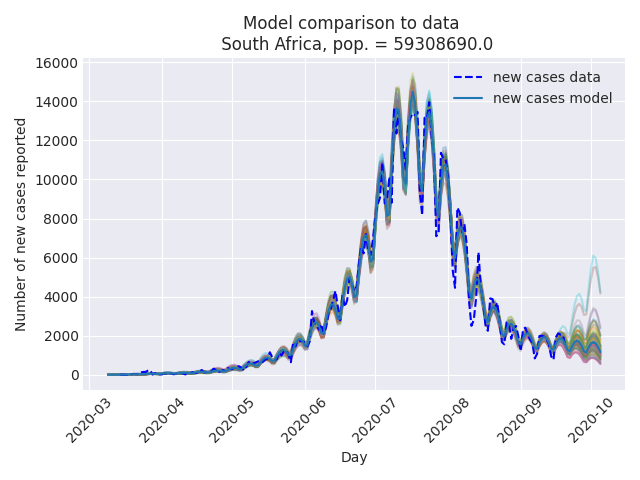 Model comparison to data
South Africa, pop. = 59308690.0
new cases data
new cases model
Number of new cases reported
16000
14000
12000
10000
8000
6000
4000
2000
0
2020-03
2020-04
2020-05
2020-06
2020-07
2020-08
2020-09
2020-10
Day